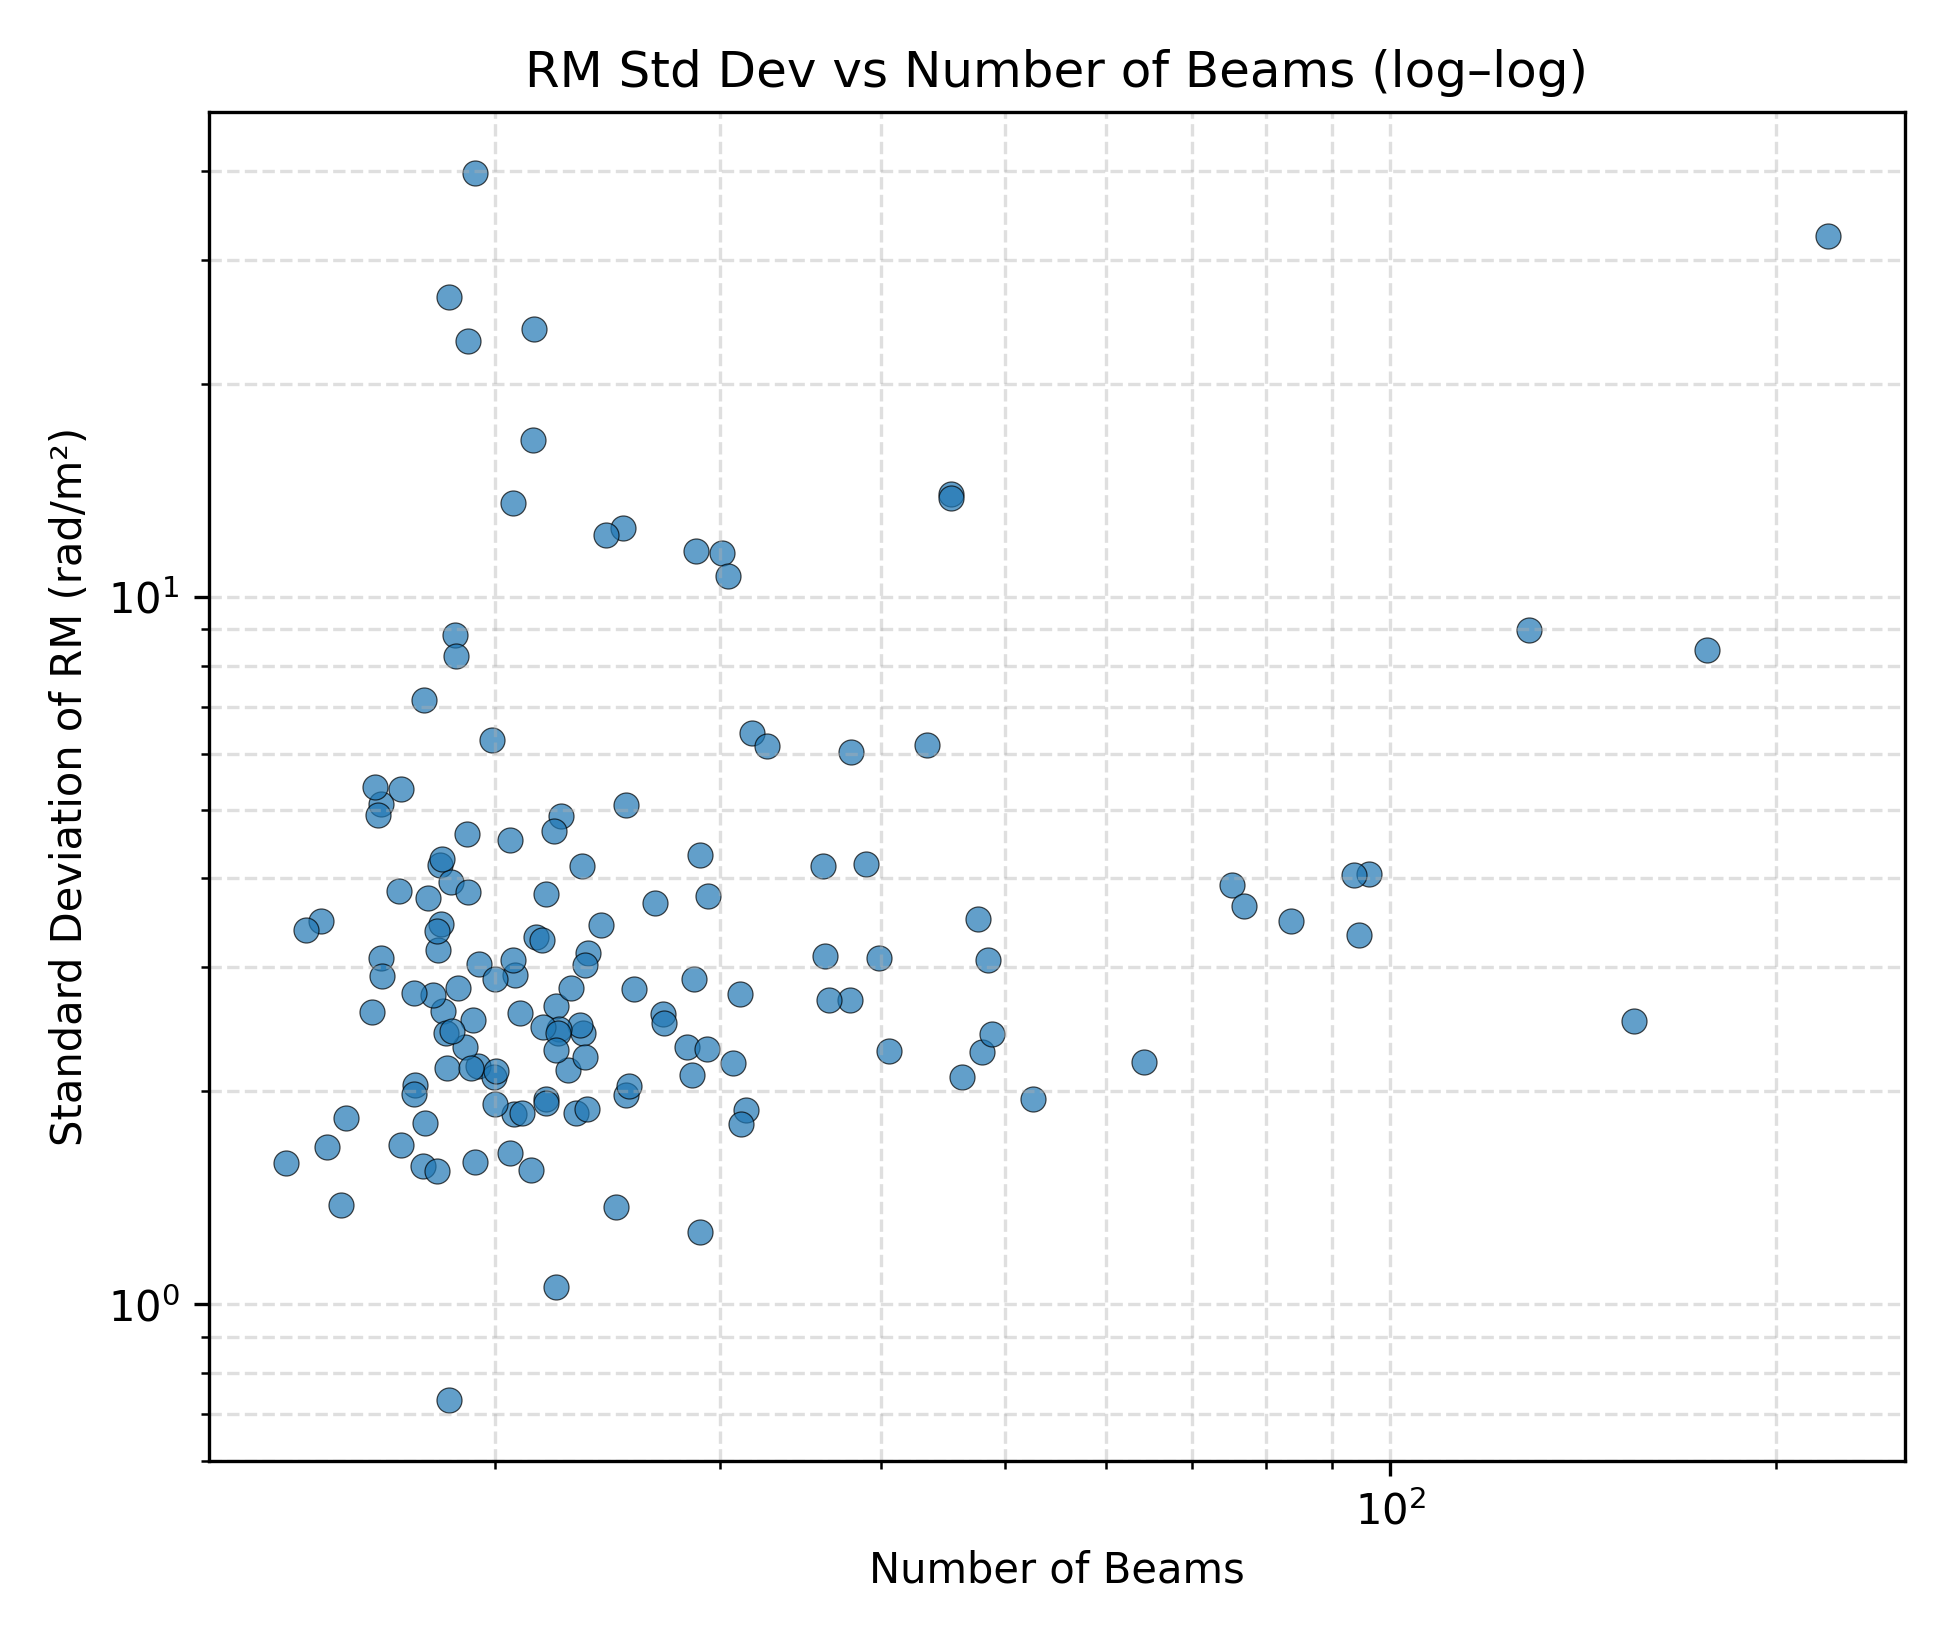 RM Std Dev vs Number of Beams (log–log)
Standard Deviation of RM (rad/m²)
10¹
10⁰
10²
Number of Beams